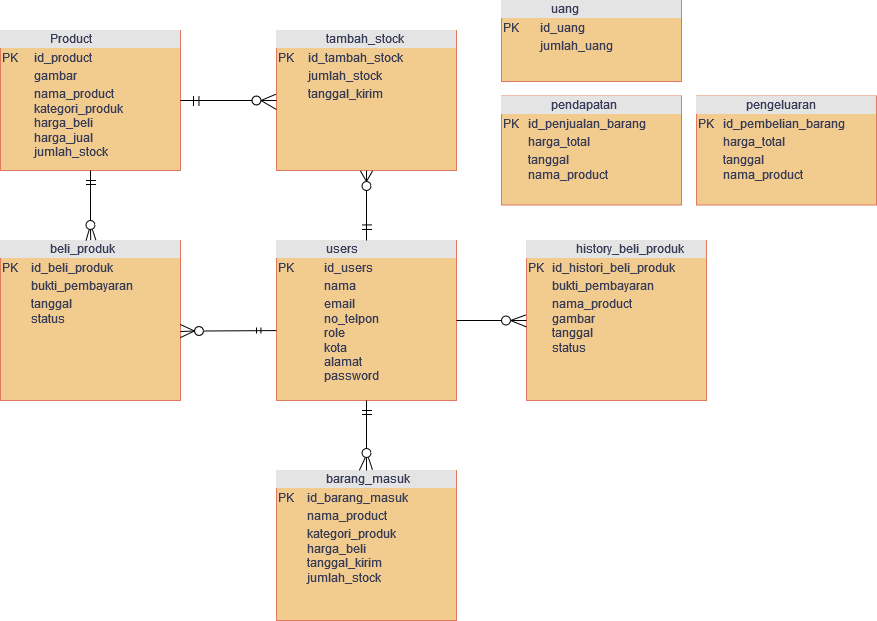 Product
PK id_product
gambar
nama_product
kategori_produk
harga_beli
harga_jual
jumlah_stock
tambah_stock
PK id_tambah_stock
jumlah_stock
tanggal_kirim
uang
PK id_uang
jumlah_uang
pendapatan
PK id_penjualan_barang
harga_total
tanggal
nama_product
pengeluaran
PK id_pembelian_barang
harga_total
tanggal
nama_product
beli_produk
PK id_beli_produk
bukti_pembayaran
tanggal
status
users
PK id_users
nama
email
no_telpon
role
kota
alamat
password
history_beli_produk
PK id_histori_beli_produk
bukti_pembayaran
nama_product
gambar
tanggal
status
barang_masuk
PK id_barang_masuk
nama_product
kategori_produk
harga_beli
tanggal_kirim
jumlah_stock